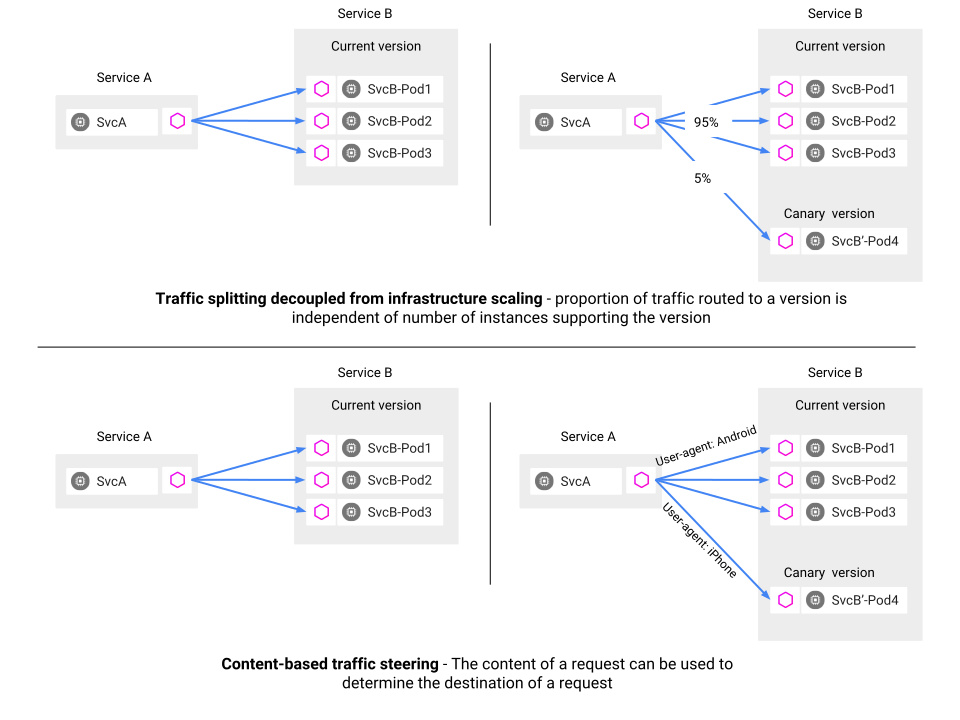 Service B
Current version
Service A
SvcA
SvcB-Pod1
SvcB-Pod2
SvcB-Pod3
Service B
Current version
Service A
SvcA
95%
5%
SvcB-Pod1
SvcB-Pod2
SvcB-Pod3
Canary version
SvcB’-Pod4
Traffic splitting decoupled from infrastructure scaling - proportion of traffic routed to a version is
independent of number of instances supporting the version
Service B
Current version
Service A
SvcA
SvcB-Pod1
SvcB-Pod2
SvcB-Pod3
Service B
Current version
Service A
SvcA
User-agent: Android
User-agent: iPhone
SvcB-Pod1
SvcB-Pod2
SvcB-Pod3
Canary version
SvcB’-Pod4
Content-based traffic steering - The content of a request can be used to
determine the destination of a request